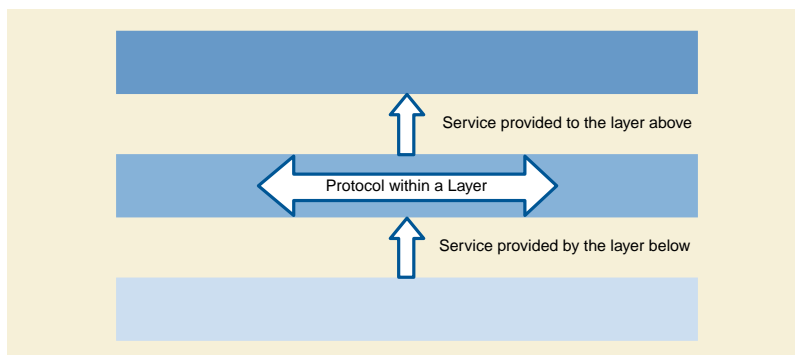 Service provided to the layer above
Protocol within a Layer
Service provided by the layer below